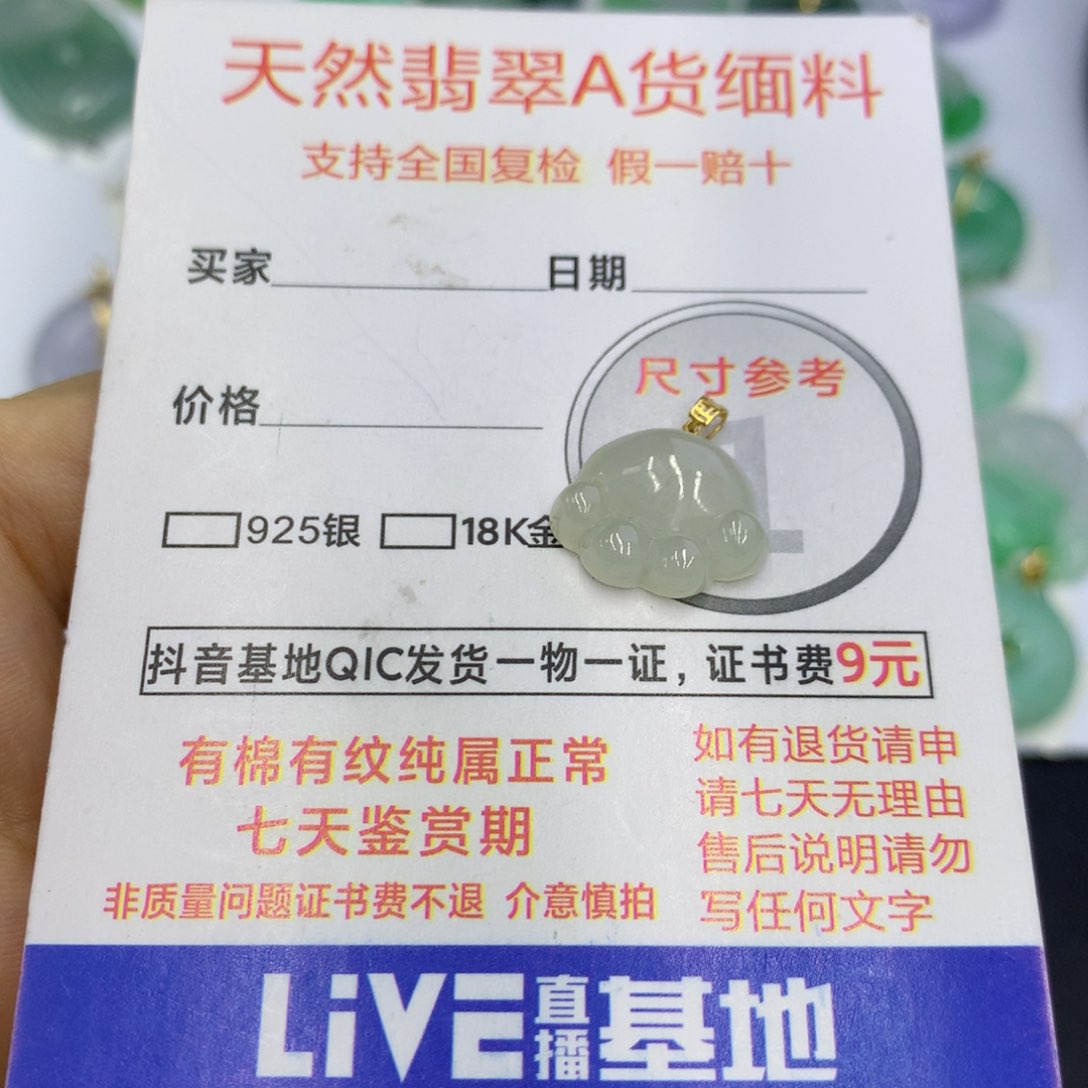 天然翡翠A货缅料
支持全国复检 假一赔十
买家 日期
尺寸参考
1
价格
925银 18K金
抖音基地QIC发货一物一证，证书费9元
有棉有纹纯属正常
七天鉴赏期
非质量问题证书费不退 介意慎拍
如有退货请申
请七天无理由
售后说明请勿
写任何文字
LiVE直播基地